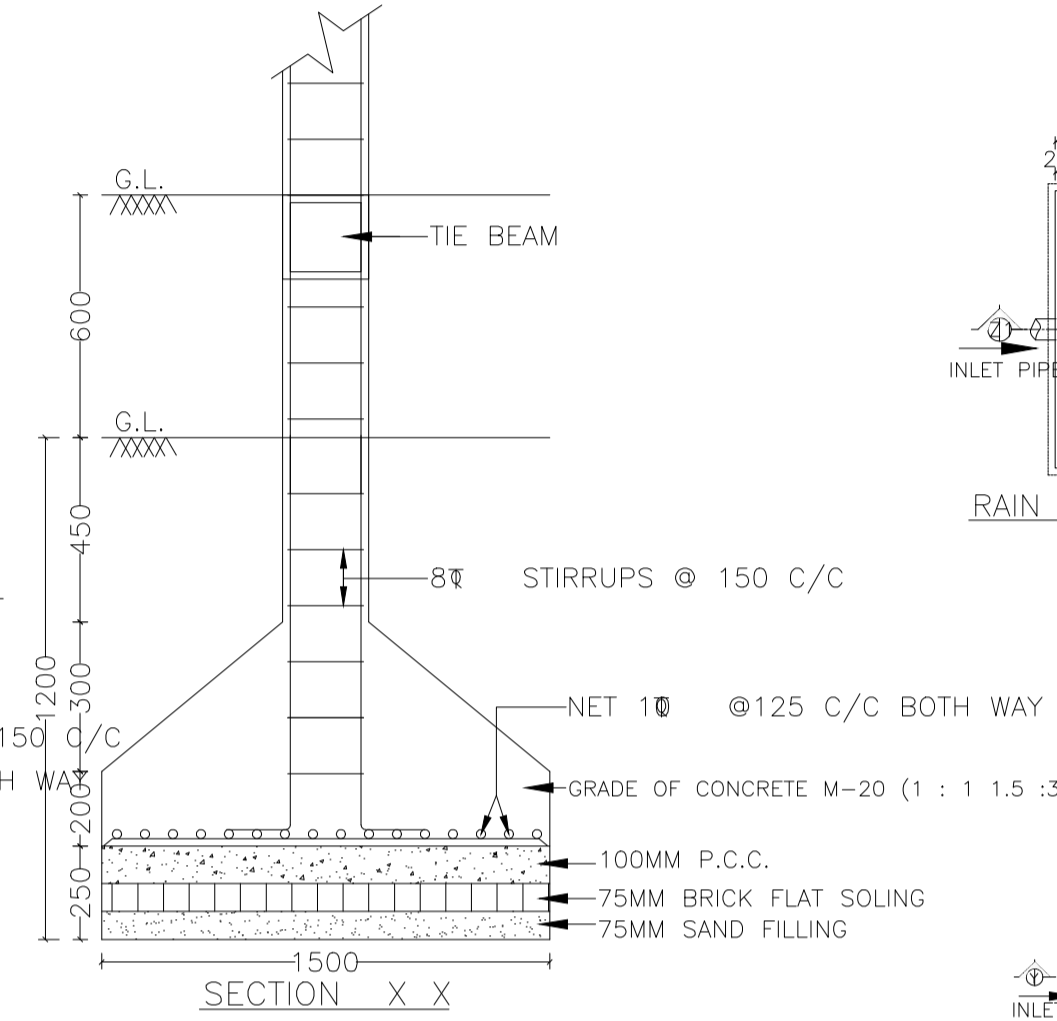 G.L.
TIE BEAM
600
INLET PIPE
G.L.
RAIN
450
8 STIRRUPS @ 150 C/C
1200
300
NET @125 C/C BOTH WAY
150 C/C
WAY
GRADE OF CONCRETE M-20 (1 : 1 1.5 :3
200
100MM P.C.C.
250
75MM BRICK FLAT SOLING
75MM SAND FILLING
1500
SECTION X X